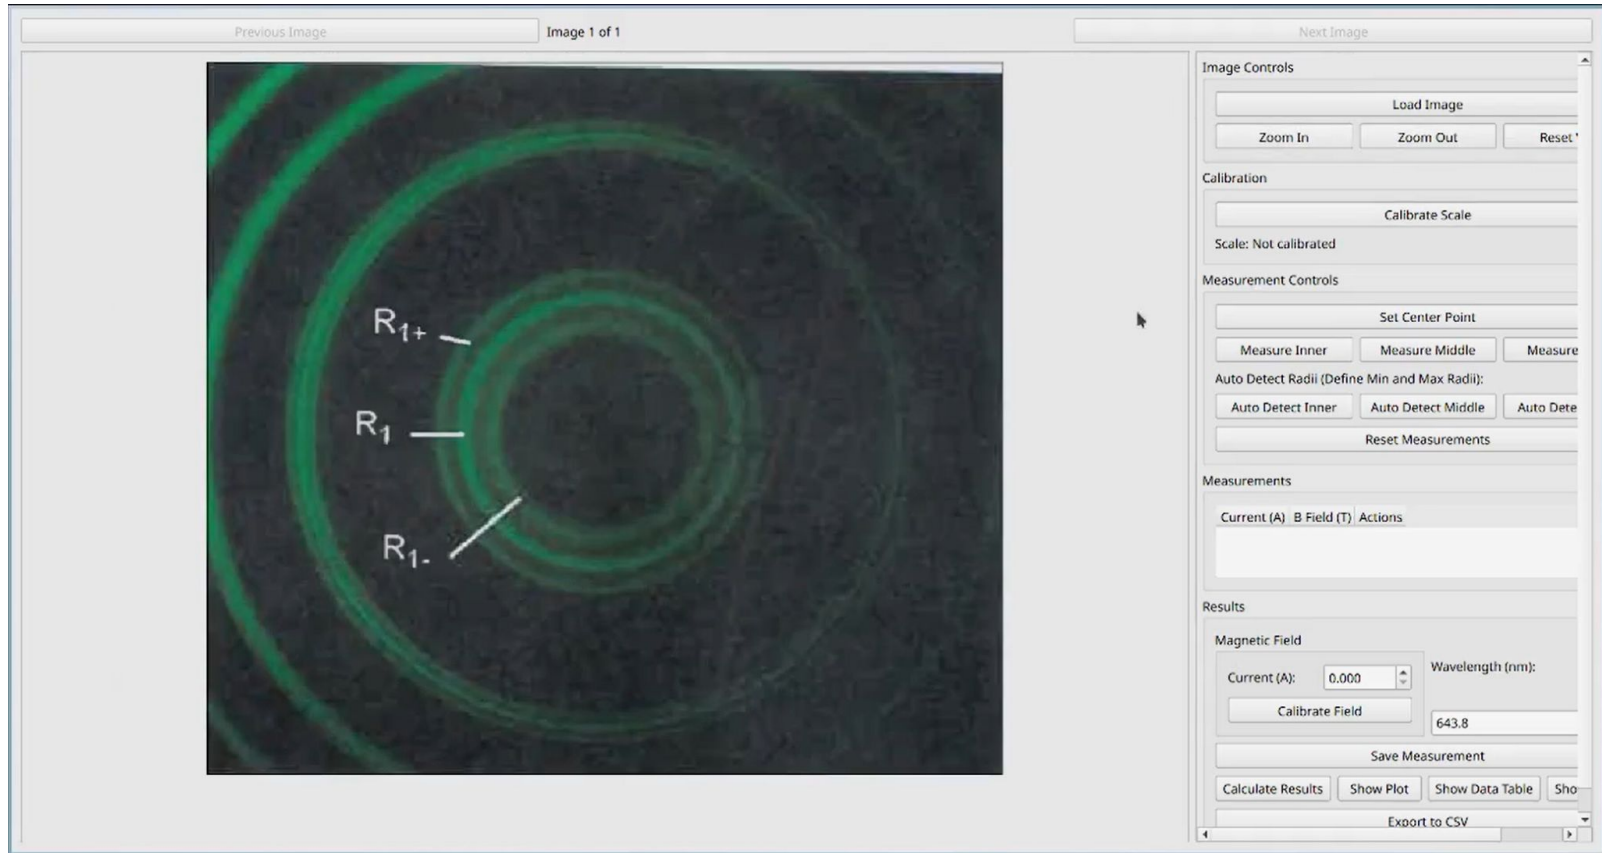 Previous Image
Image 1 of 1
Next Image
R1+
R1
R1-
Image Controls
Load Image
Zoom In
Zoom Out
Reset
Calibration
Calibrate Scale
Scale: Not calibrated
Measurement Controls
Set Center Point
Measure Inner
Measure Middle
Measure
Auto Detect Radii (Define Min and Max Radii):
Auto Detect Inner
Auto Detect Middle
Auto Dete
Reset Measurements
Measurements
Current (A)
B Field (T)
Actions
Results
Magnetic Field
Current (A):
0.000
Wavelength (nm):
Calibrate Field
643.8
Save Measurement
Calculate Results
Show Plot
Show Data Table
Sho
Export to CSV